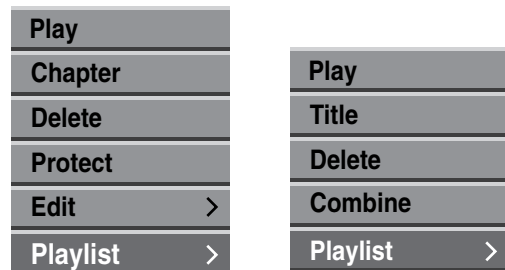 Play
Chapter
Delete
Protect
Edit >
Playlist >
Play
Title
Delete
Combine
Playlist >